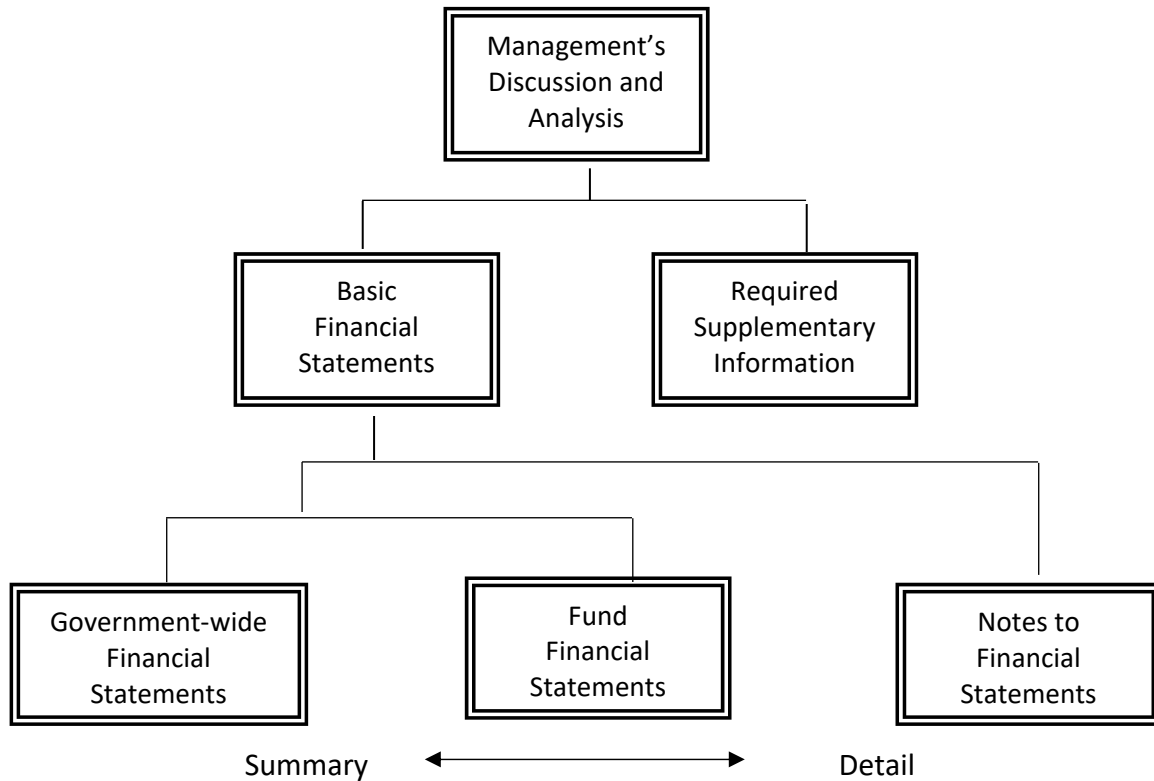 Management’s
Discussion and
Analysis
Basic
Financial
Statements
Required
Supplementary
Information
Government-wide
Financial
Statements
Fund
Financial
Statements
Notes to
Financial
Statements
Summary
Detail